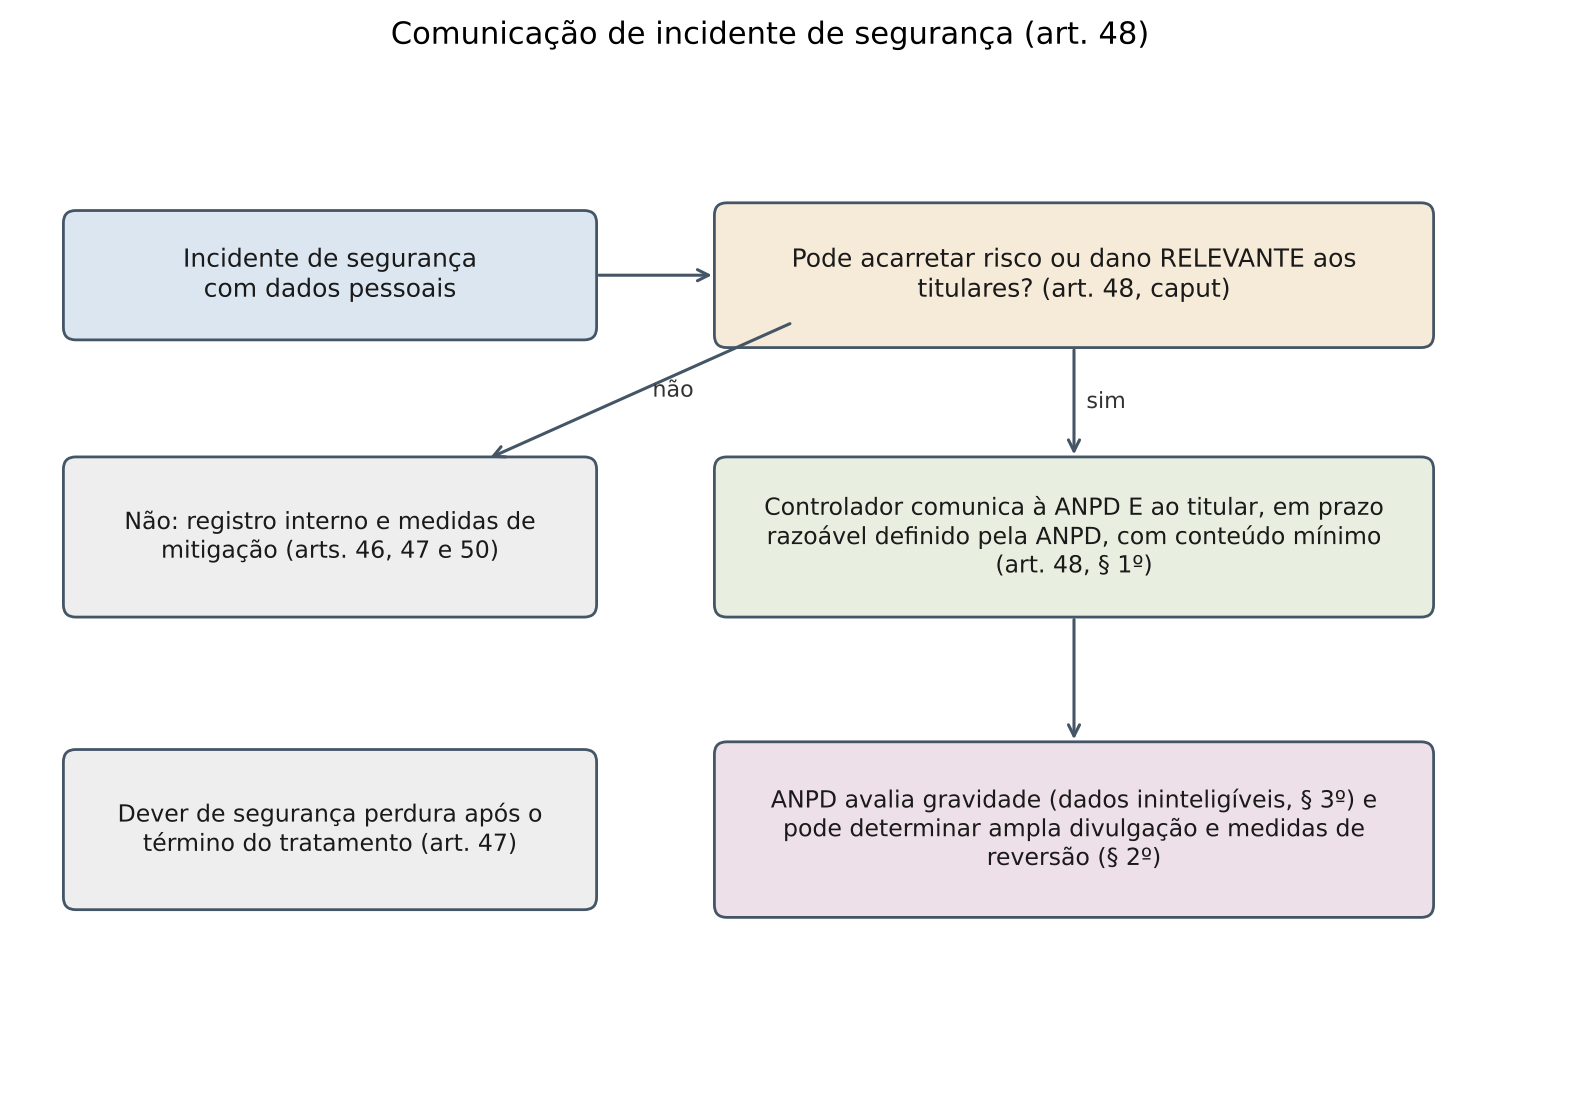 Comunicação de incidente de segurança (art. 48)
Incidente de segurança
com dados pessoais
Pode acarretar risco ou dano RELEVANTE aos
titulares? (art. 48, caput)
não
sim
Não: registro interno e medidas de
mitigação (arts. 46, 47 e 50)
Controlador comunica à ANPD E ao titular, em prazo
razoável definido pela ANPD, com conteúdo mínimo
(art. 48, § 1º)
Dever de segurança perdura após o
término do tratamento (art. 47)
ANPD avalia gravidade (dados ininteligíveis, § 3º) e
pode determinar ampla divulgação e medidas de
reversão (§ 2º)